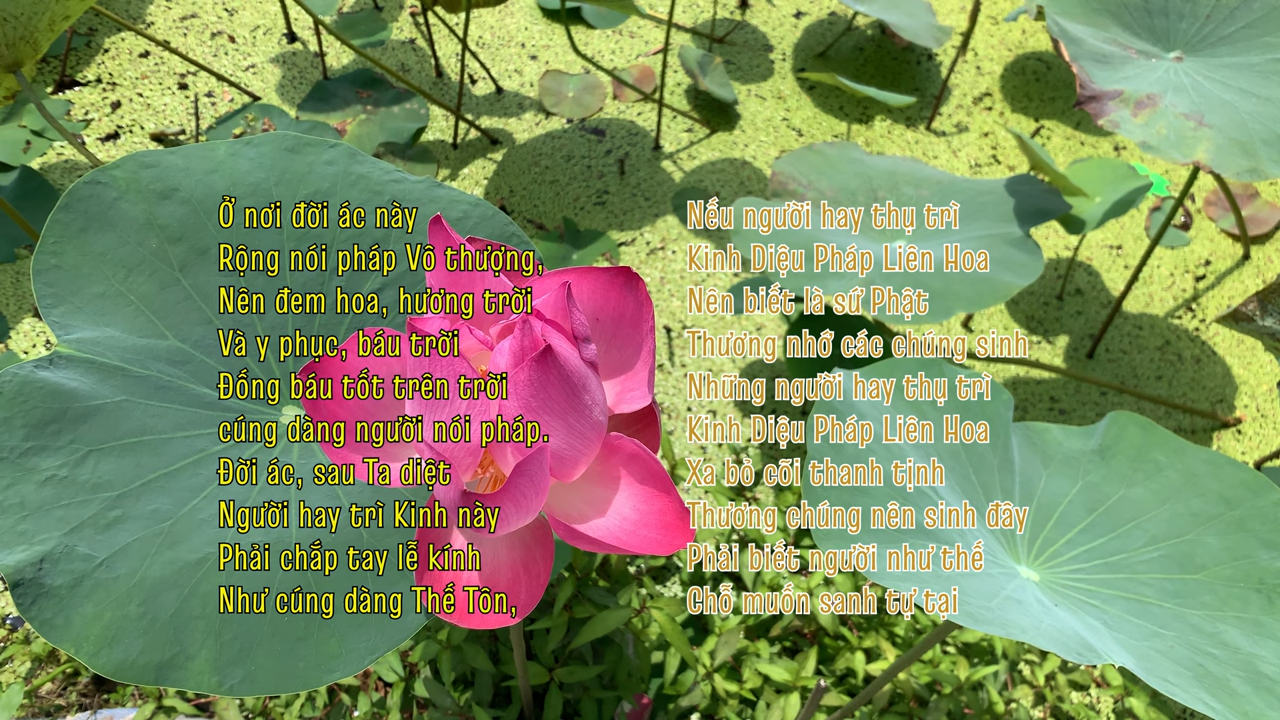 Ở nơi đời ác này
Rộng nói pháp Vô thượng,
Nên đem hoa, hương trời
Và y phục, báu trời
Đống báu tốt trên trời
cúng dàng người nói pháp.
Đời ác, sau Ta diệt
Người hay trì Kinh này
Phải chắp tay lễ kính
Như cúng dàng Thế Tôn,
Nếu người hay thụ trì
Kinh Diệu Pháp Liên Hoa
Nên biết là sứ Phật
Thương nhớ các chúng sinh
Những người hay thụ trì
Kinh Diệu Pháp Liên Hoa
Xa bỏ cõi thanh tịnh
Thương chúng nên sinh đây
Phải biết người như thế
Chỗ muốn sanh tự tại